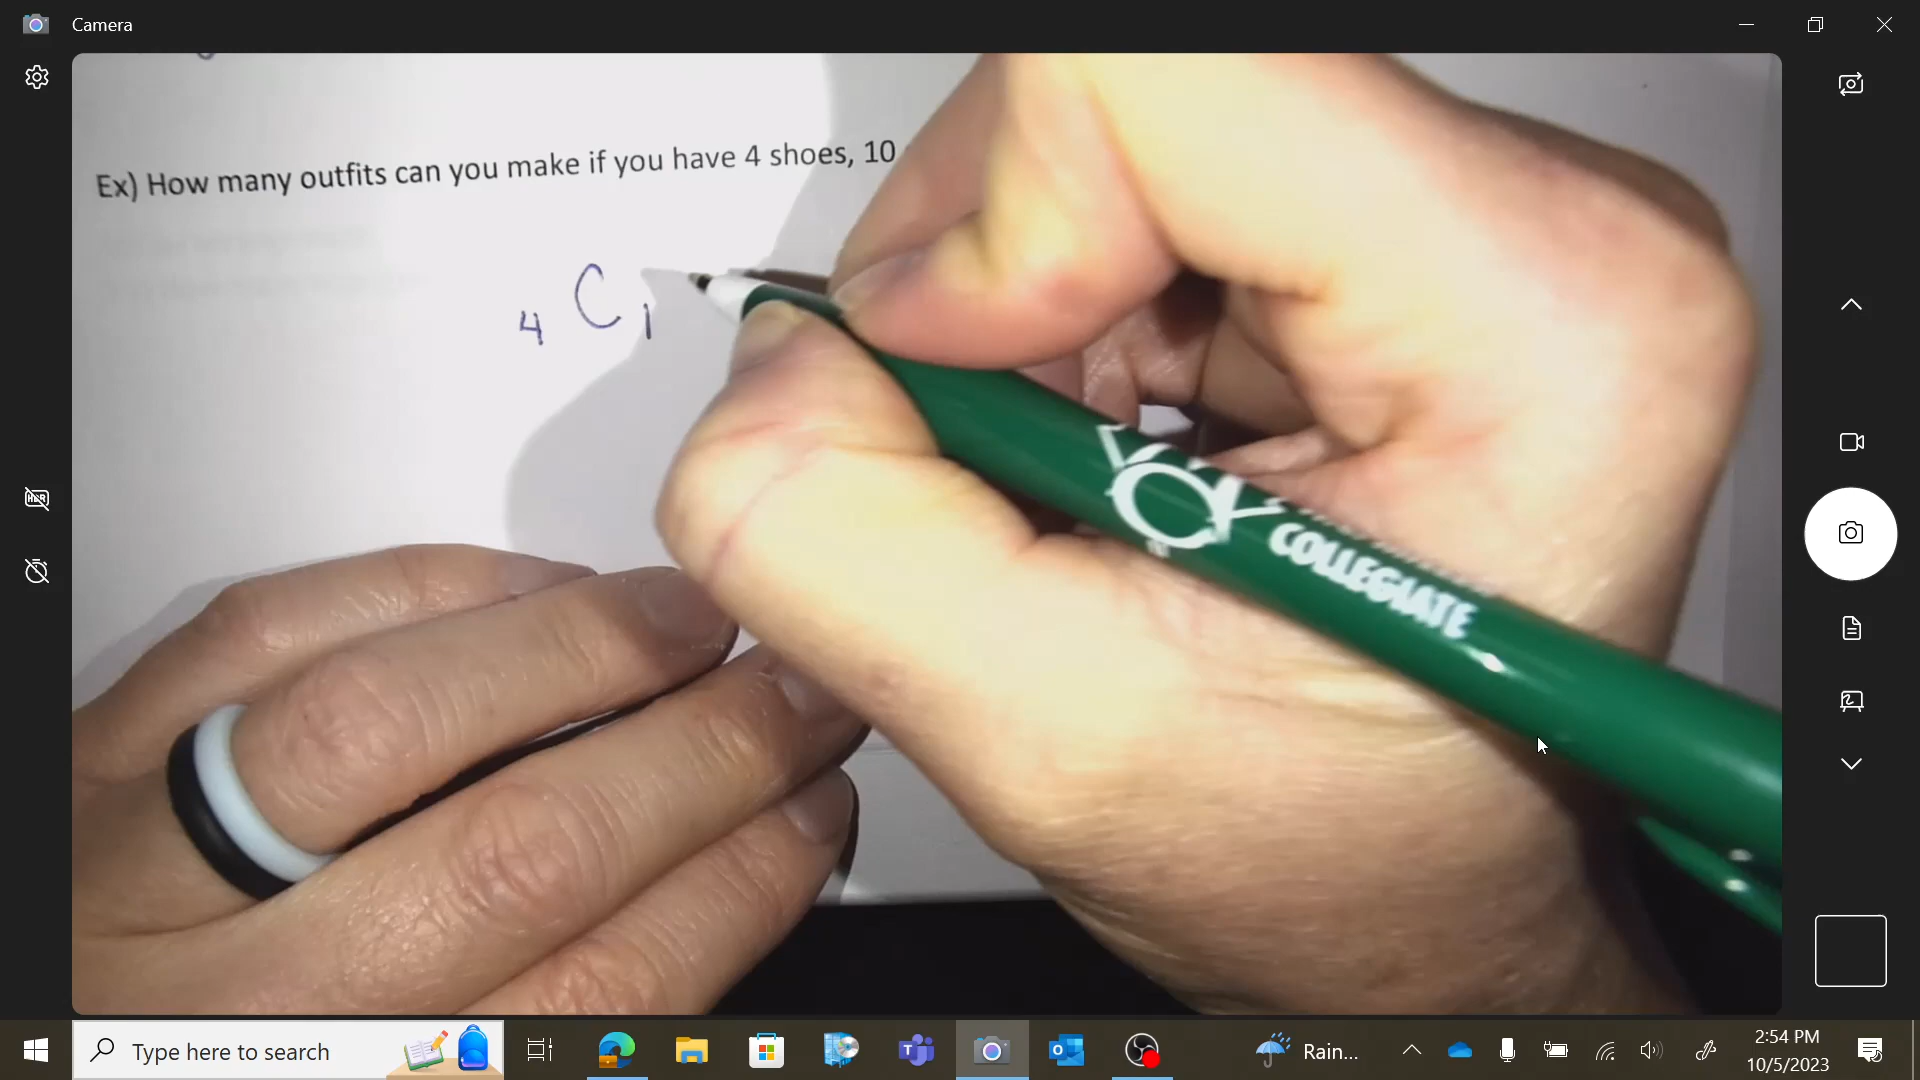 Camera
Ex) How many outfits can you make if you have 4 shoes, 10
4 C 1
COLLEGIATE
HDR
Type here to search
Rain...
2:54 PM
10/5/2023